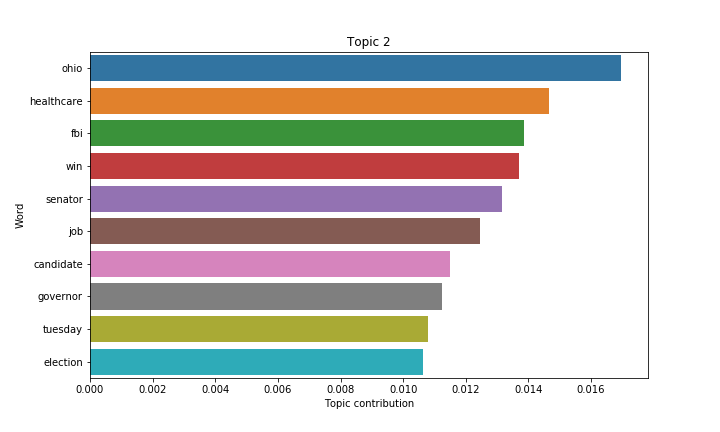 Topic 2
ohio
healthcare
fbi
win
senator
job
candidate
governor
tuesday
election
Word
0.000 0.002 0.004 0.006 0.008 0.010 0.012 0.014 0.016
Topic contribution